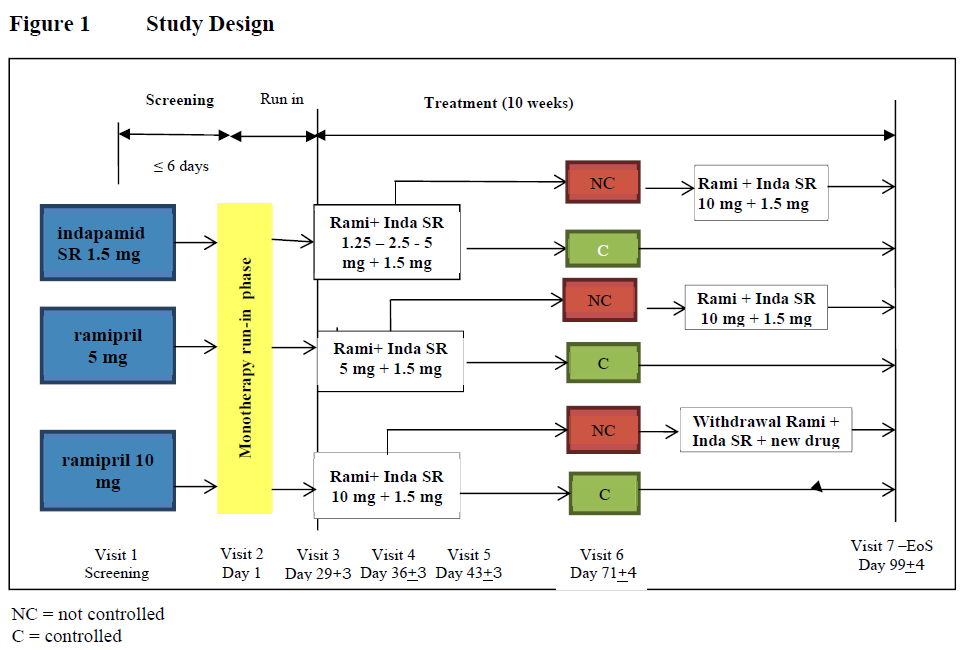 Figure 1 Study Design
Screening
Run in
Treatment (10 weeks)
≤ 6 days
indapamid
SR 1.5 mg
ramipril
5 mg
ramipril 10
mg
Monotherapy run-in phase
Rami+ Inda SR
1.25 – 2.5 - 5
mg + 1.5 mg
NC
Rami + Inda SR
10 mg + 1.5 mg
C
Rami+ Inda SR
5 mg + 1.5 mg
NC
Rami + Inda SR
10 mg + 1.5 mg
C
Rami+ Inda SR
10 mg + 1.5 mg
NC
Withdrawal Rami +
Inda SR + new drug
C
Visit 1
Screening
Visit 2
Day 1
Visit 3
Day 29+3
Visit 4
Day 36±3
Visit 5
Day 43±3
Visit 6
Day 71±4
Visit 7 –EoS
Day 99±4
NC = not controlled
C = controlled